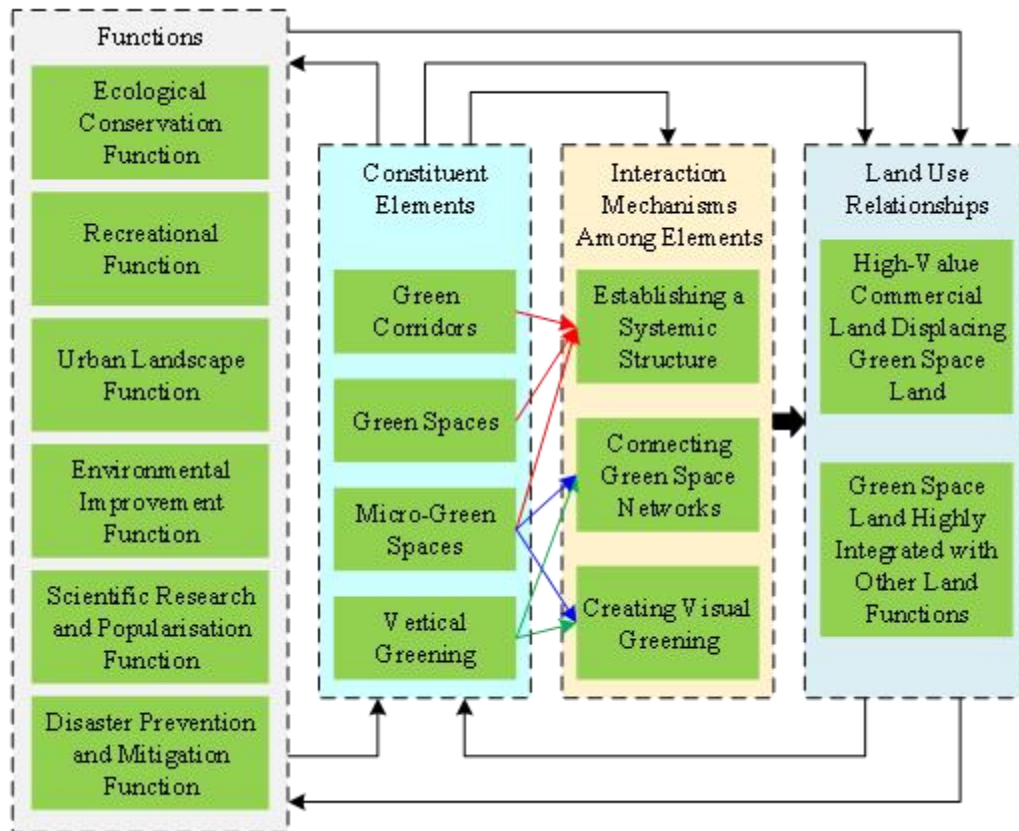 Functions
Ecological
Conservation
Function
Recreational
Function
Urban Landscape
Function
Environmental
Improvement
Function
Scientific Research
and Popularisation
Function
Disaster Prevention
and Mitigation
Function
Constituent
Elements
Green
Corridors
Green Spaces
Micro-Green
Spaces
Vertical
Greening
Interaction
Mechanisms
Among Elements
Establishing a
Systemic
Structure
Connecting
Green Space
Networks
Creating Visual
Greening
Land Use
Relationships
High-Value
Commercial
Land Displacing
Green Space
Land
Green Space
Land Highly
Integrated with
Other Land
Functions